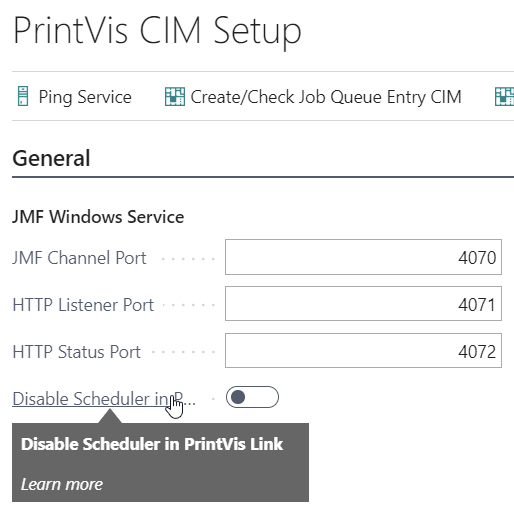 PrintVis CIM Setup
Ping Service Create/Check Job Queue Entry CIM
General
JMF Windows Service
JMF Channel Port 4070
HTTP Listener Port 4071
HTTP Status Port 4072
Disable Scheduler in P...
Disable Scheduler in PrintVis Link
Learn more